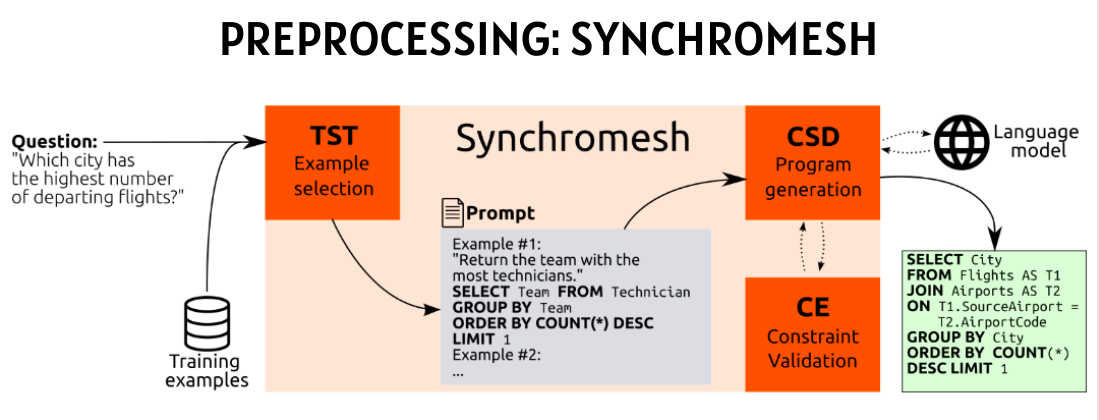 PREPROCESSING: SYNCHROMESH
Question:
"Which city has
the highest number
of departing flights?"
Training
examples
TST
Example
selection
Synchromesh
Prompt
Example #1:
"Return the team with the
most technicians."
SELECT Team FROM Technician
GROUP BY Team
ORDER BY COUNT(*) DESC
LIMIT 1
Example #2:
...
CSD
Program
generation
CE
Constraint
Validation
Language
model
SELECT City
FROM Flights AS T1
JOIN Airports AS T2
ON T1.SourceAirport =
T2.AirportCode
GROUP BY City
ORDER BY COUNT(*)
DESC LIMIT 1